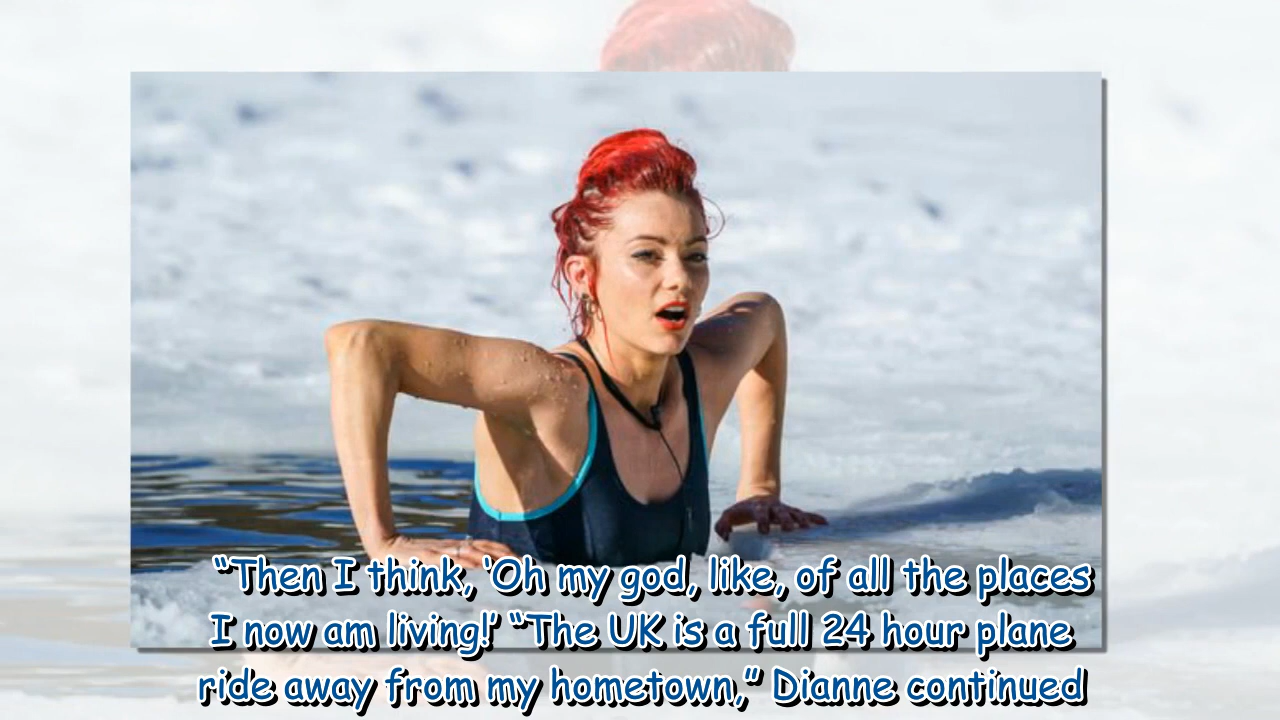 “Then I think, ‘Oh my god, like, of all the places
I now am living!’ “The UK is a full 24 hour plane
ride away from my hometown,” Dianne continued